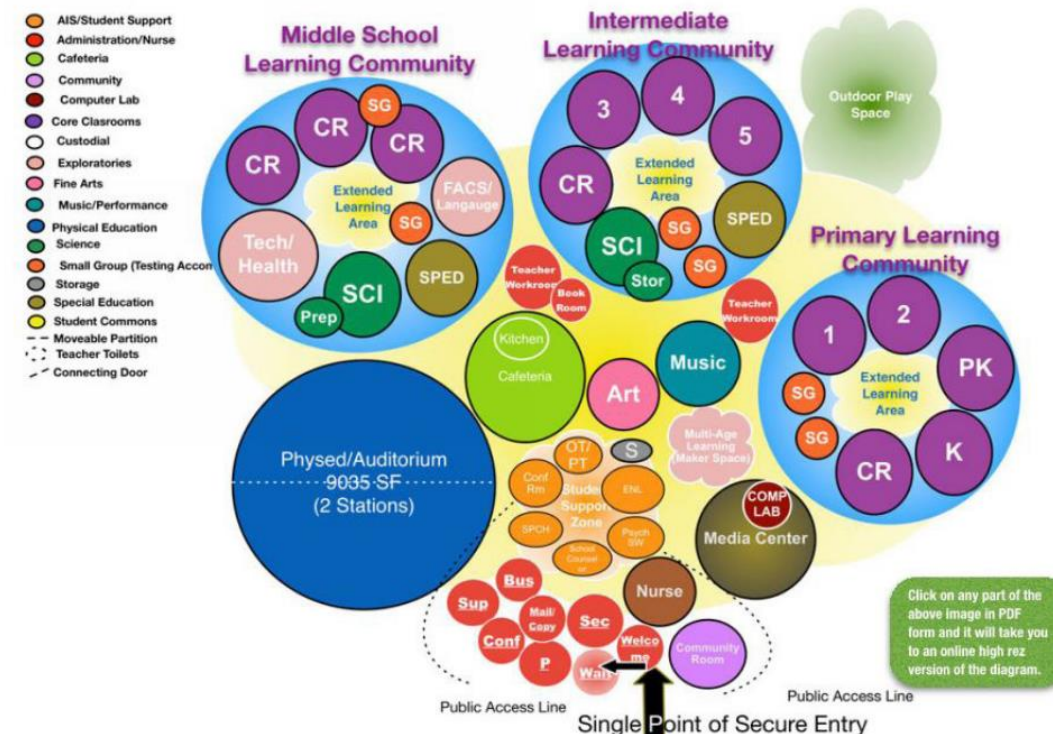 AIS/Student Support
Administration/Nurse
Cafeteria
Community
Computer Lab
Core Clasrooms
Custodial
Exploratories
Fine Arts
Music/Performance
Physical Education
Science
Small Group (Testing Accon
Storage
Special Education
Student Commons
Moveable Partition
Teacher Toilets
Connecting Door
Middle School
Learning Community
SG
CR
CR
CR
Extended
Learning
Area
FACS/
Langauge
SG
Tech/
Health
SPED
SCI
Prep
Intermediate
Learning Community
3
4
5
CR
Extended
Learning
Area
SPED
SG
SCI
SG
Stor
Outdoor Play
Space
Primary Learning
Community
1
2
PK
SG
Extended
Learning
Area
SG
CR
K
Teacher
Workroom
Book
Room
Teacher
Workroom
Kitchen
Cafeteria
Art
Music
Multi-Age
Learning
(Maker Space)
Physed/Auditorium
9035 SF
(2 Stations)
OT/
PT
S
Conf
Rm
ENL
Student
Support
Zone
SPCH
Psych
SW
School
Counsel
or
COMP
LAB
Media Center
Nurse
Bus
Sup
Mail/
Copy
Sec
Conf
Welco
me
P
Wait
Community
Room
Click on any part of the
above image in PDF
form and it will take you
to an online high rez
version of the diagram.
Public Access Line
Public Access Line
Single Point of Secure Entry